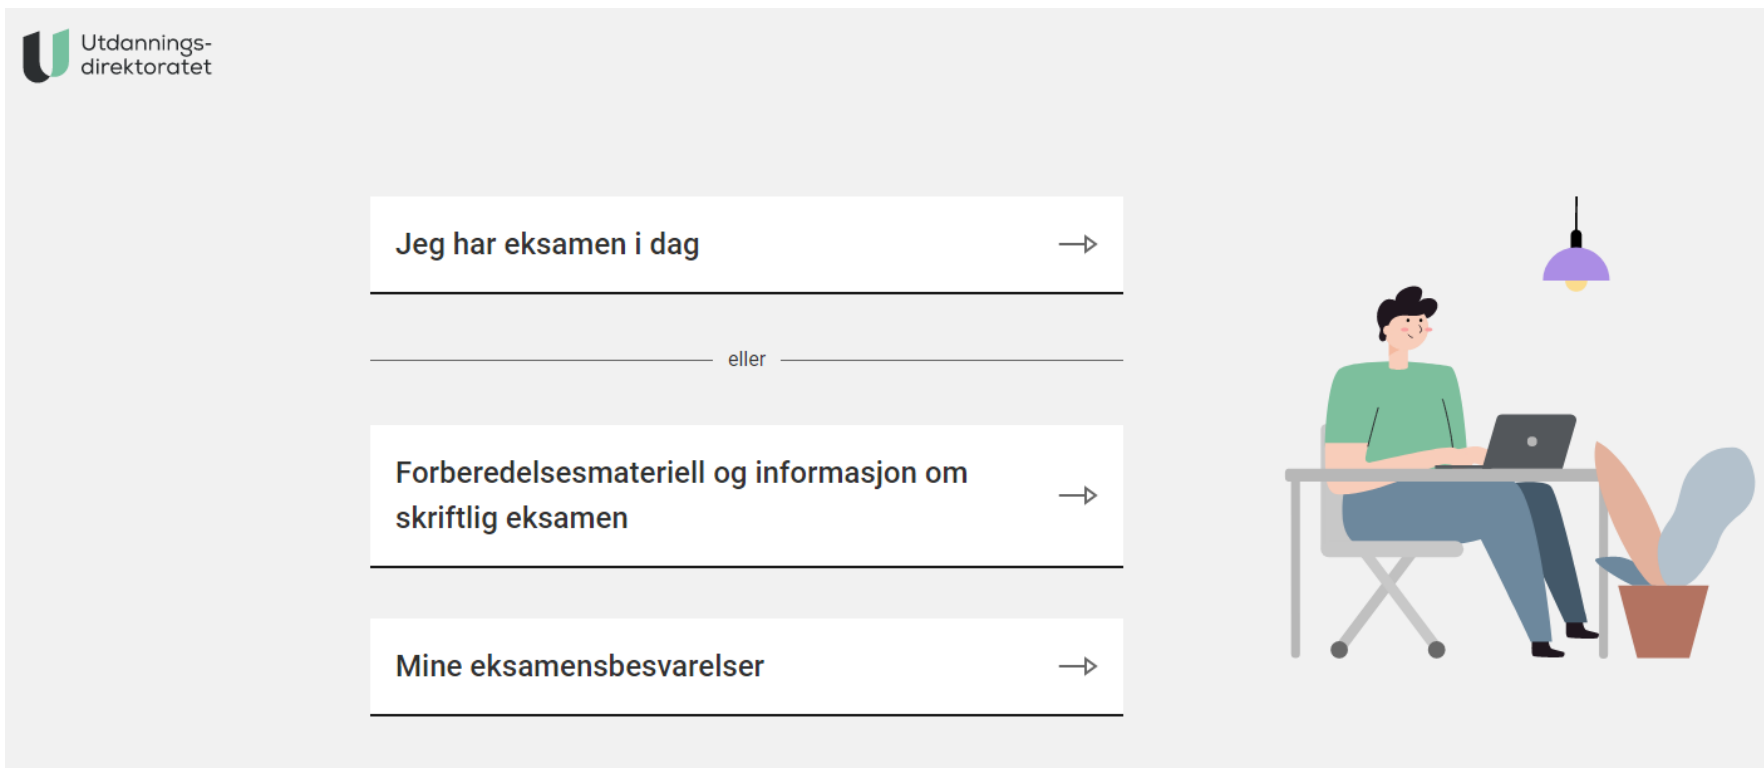 Utdannings-
direktoratet
Jeg har eksamen i dag
eller
Forberedelsesmateriell og informasjon om
skriftlig eksamen
Mine eksamensbesvarelser